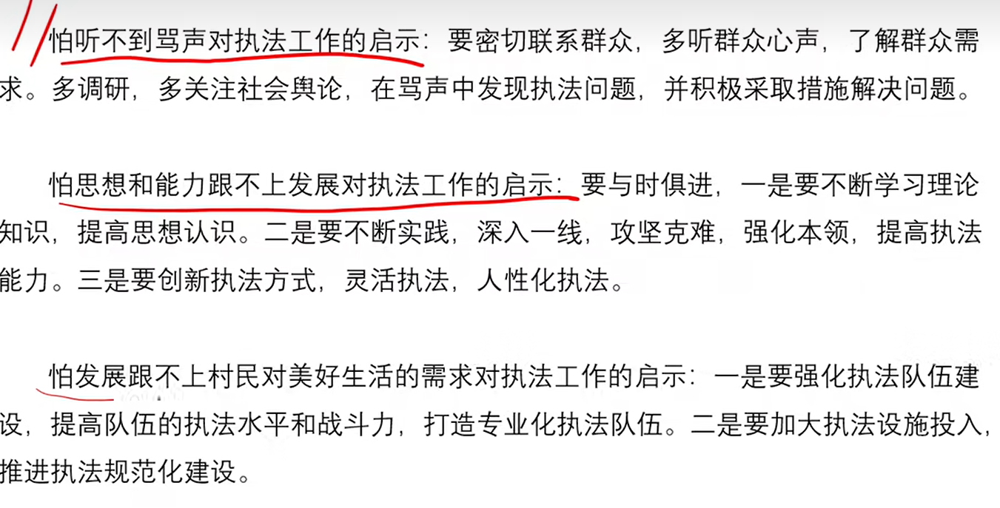 怕听不到骂声对执法工作的启示：要密切联系群众，多听群众心声，了解群众需
求。多调研，多关注社会舆论，在骂声中发现执法问题，并积极采取措施解决问题。
怕思想和能力跟不上发展对执法工作的启示：要与时俱进，一是要不断学习理论
知识，提高思想认识。二是要不断实践，深入一线，攻坚克难，强化本领，提高执法
能力。三是要创新执法方式，灵活执法，人性化执法。
怕发展跟不上村民对美好生活的需求对执法工作的启示：一是要强化执法队伍建
设，提高队伍的执法水平和战斗力，打造专业化执法队伍。二是要加大执法设施投入，
推进执法规范化建设。